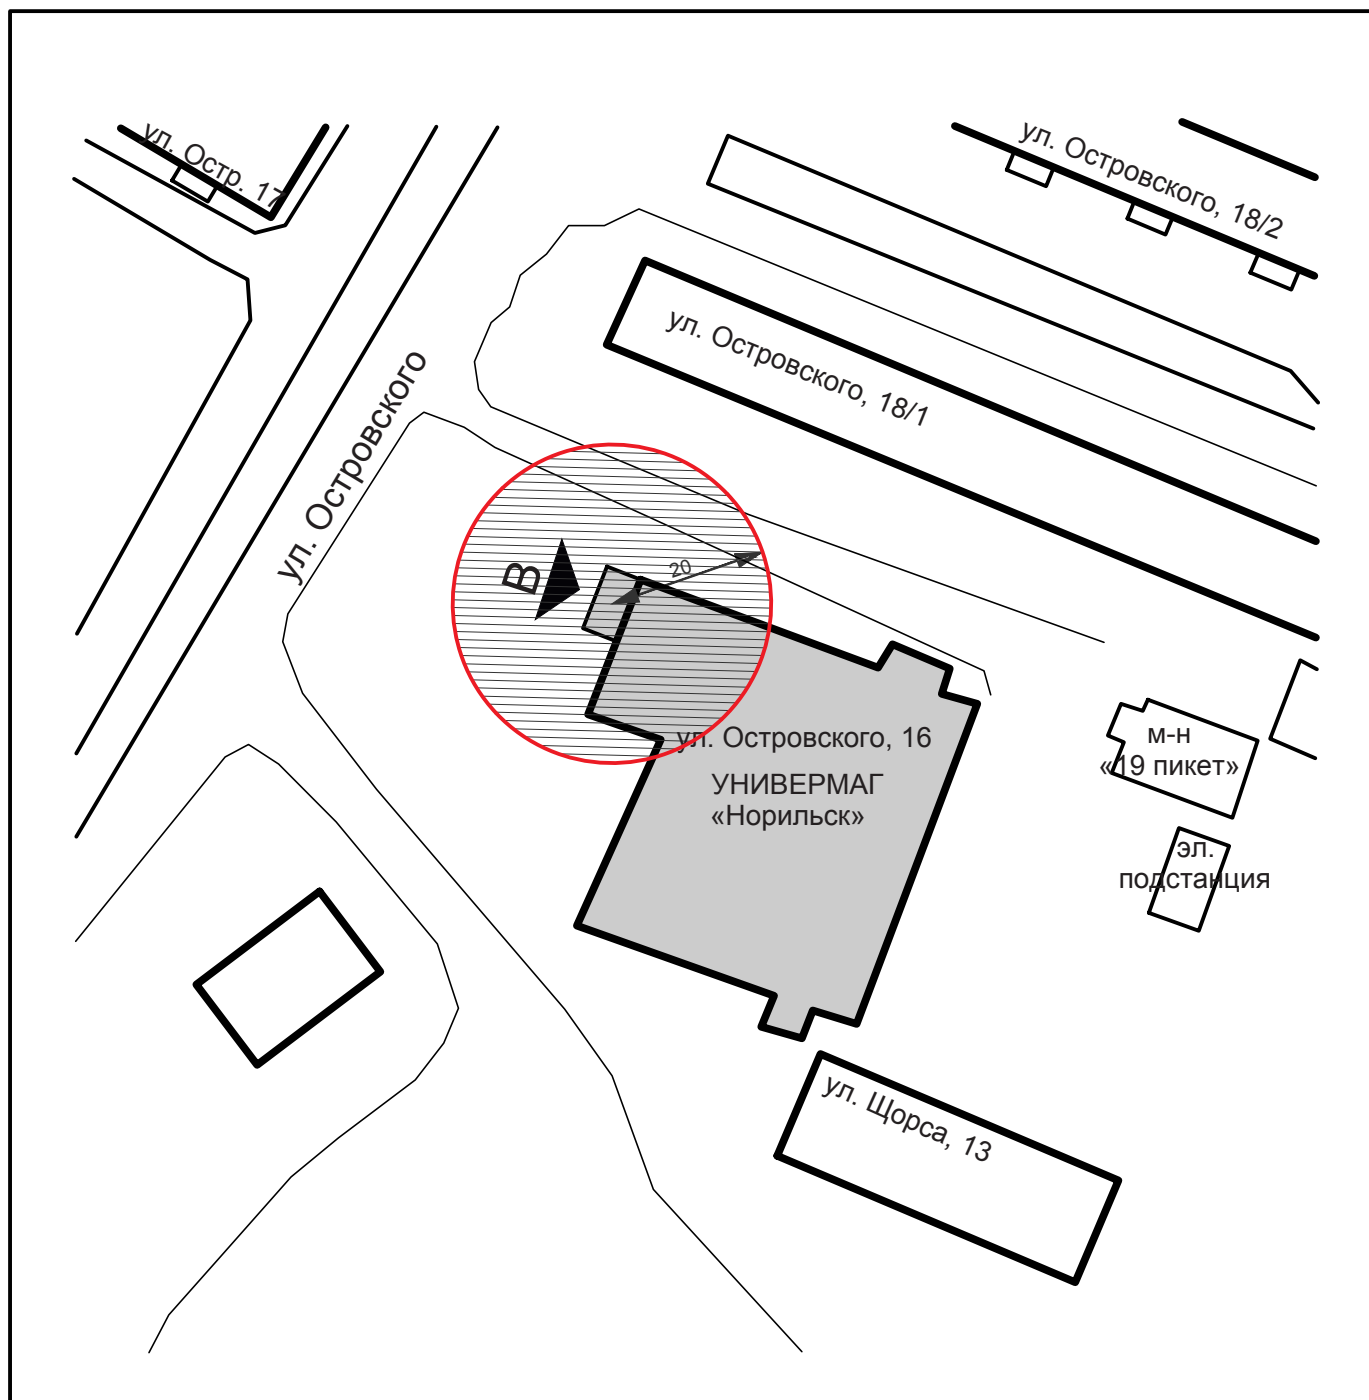 ул. Остр. 17
ул. Островского, 18/2
ул. Островского, 18/1
ул. Островского
В
20
ул. Островского, 16
УНИВЕРМАГ
«Норильск»
м-н
«19 пикет»
эл.
подстанция
ул. Щорса, 13